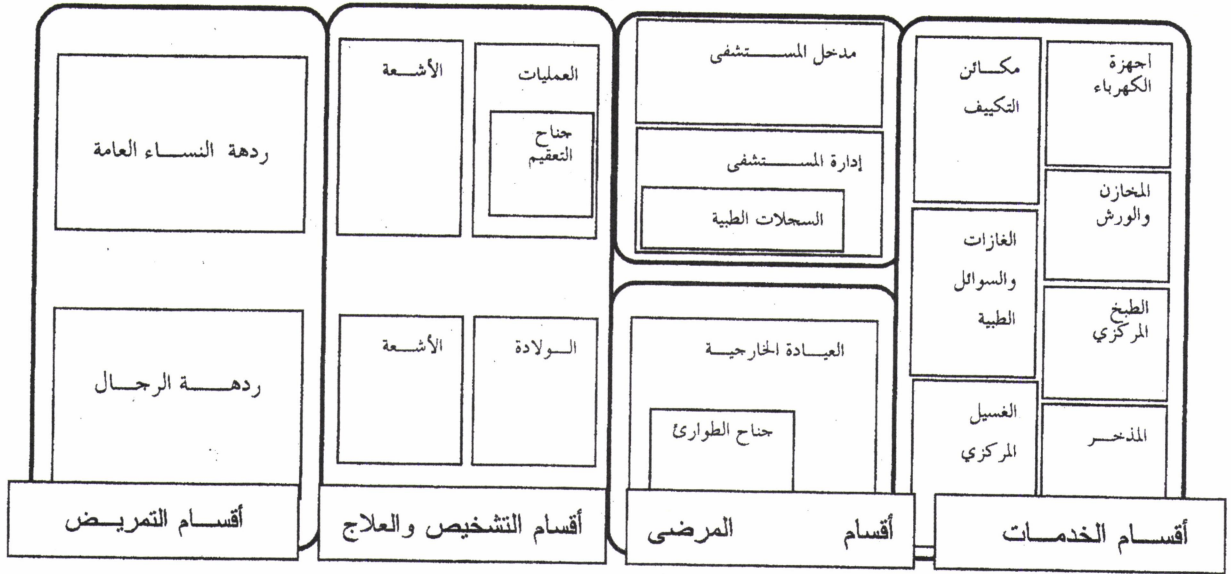 اجهزة
الكهرباء
المخازن
والورش
الطبخ
المركزي
المذخر
مكائن
التكييف
الغازات
والسوائل
الطبية
الغسيل
المركزي
أقسام الخدمات
مدخل المستشفى
إدارة المستشفى
السجلات الطبية
العيادة الخارجية
جناح الطوارئ
أقسام المرضى
العمليات
جناح
التعقيم
الأشعة
الولادة
الأشعة
أقسام التشخيص والعلاج
ردهة النساء العامة
ردهة الرجال
أقسام التمريض